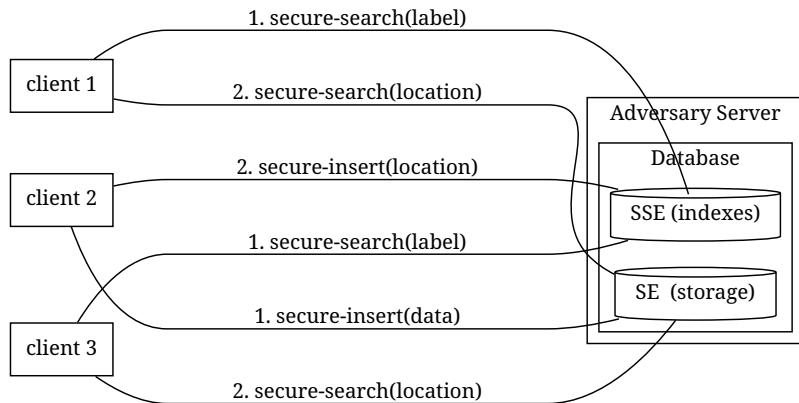 1. secure-search(label)
client 1
2. secure-search(location)
Adversary Server
Database
2. secure-insert(location)
client 2
SSE (indexes)
1. secure-search(label)
SE (storage)
1. secure-insert(data)
client 3
2. secure-search(location)